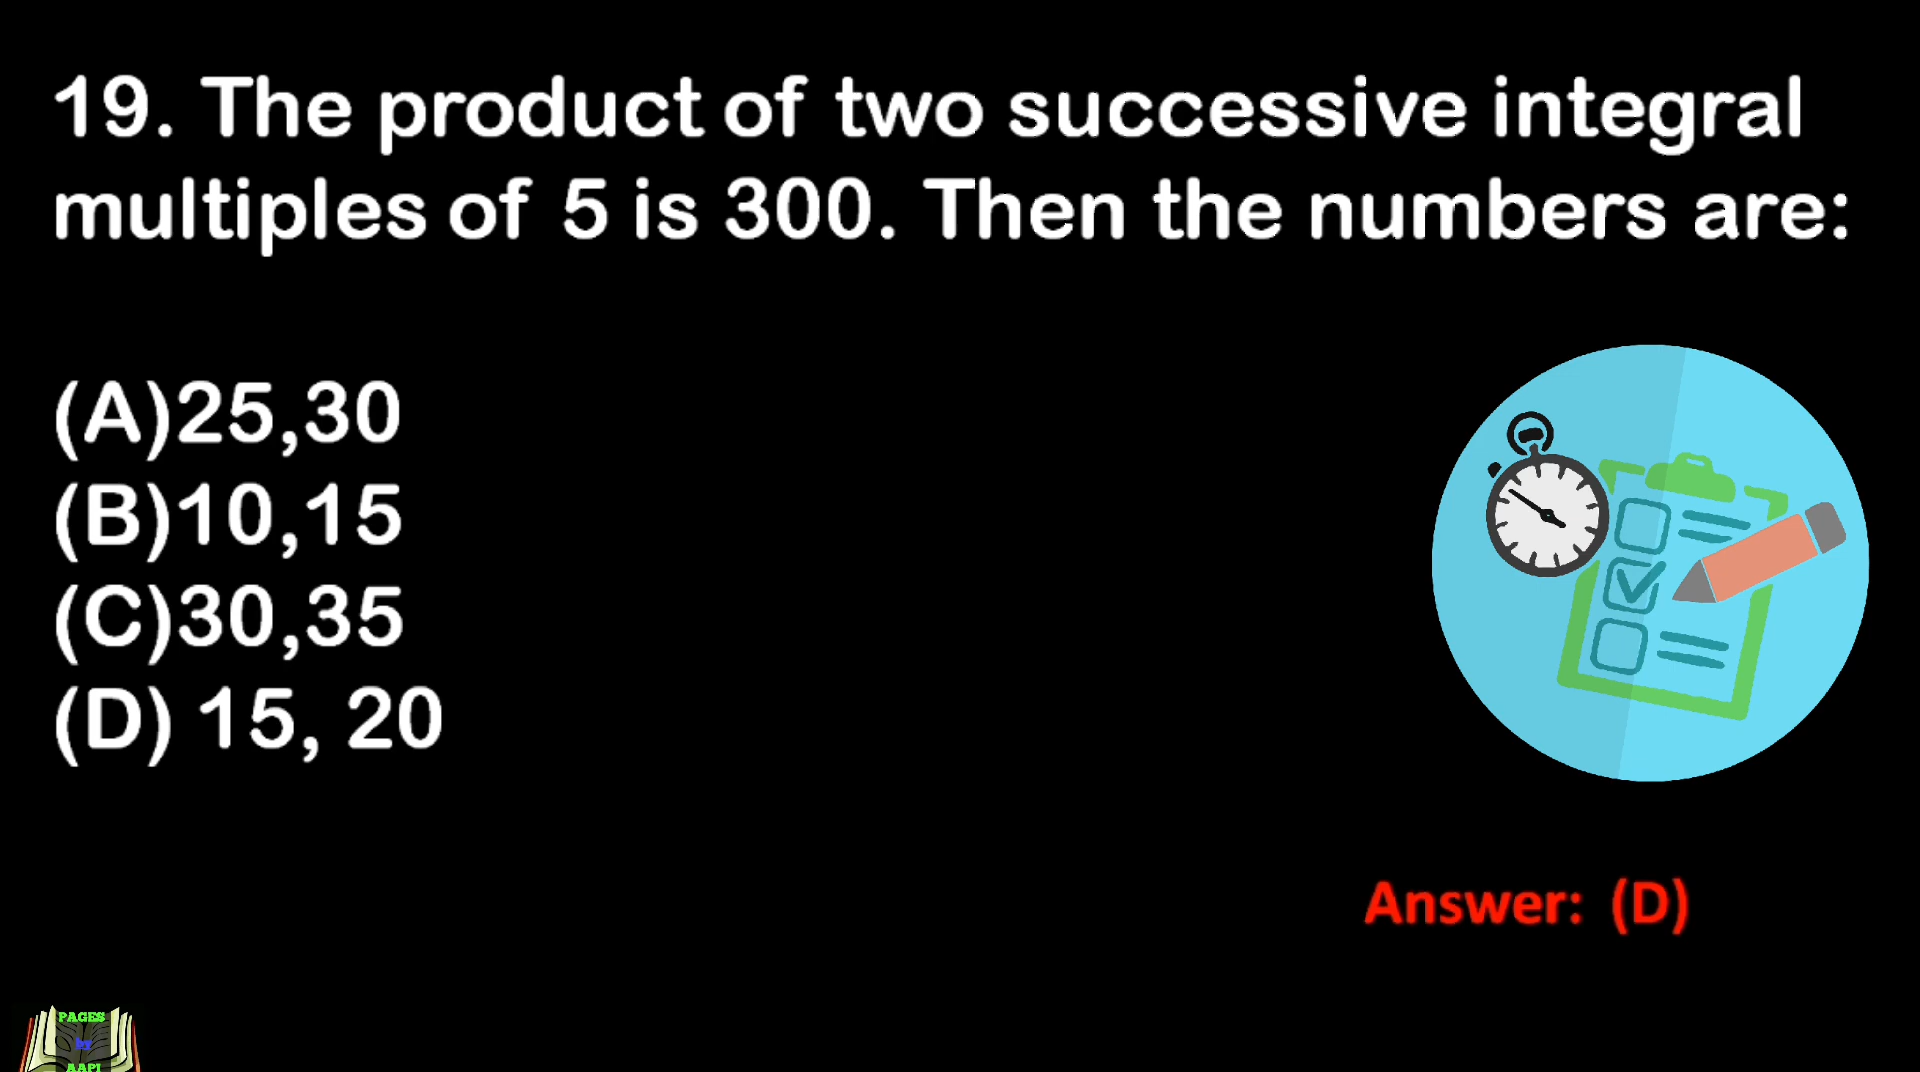 19. The product of two successive integral
multiples of 5 is 300. Then the numbers are:
(A)25,30
(B)10,15
(C)30,35
(D) 15, 20
Answer: (D)
PAGES
by
AAPI